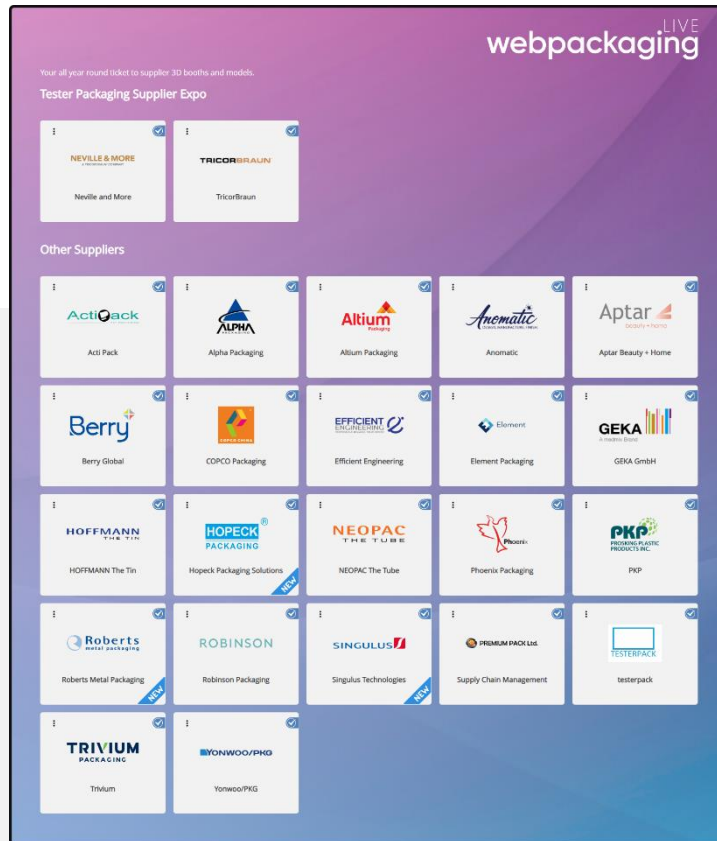 LIVE
webpackaging
Your all year round ticket to supplier 3D booths and models.
Tester Packaging Supplier Expo
NEVILLE & MORE
Neville and More
TRICORBRAUN
TricorBraun
Other Suppliers
ActiPack
Acti Pack
ALPHA
PACKAGING
Alpha Packaging
Altium
Packaging
Altium Packaging
Anomatic
Anomatic
Aptar
beauty + home
Aptar Beauty + Home
Berry
Berry Global
COPCO Packaging
EFFICIENT
ENGINEERING
Efficient Engineering
Element
Element Packaging
GEKA
A medmix Brand
GEKA GmbH
HOFFMANN
THE TIN
HOFFMANN The Tin
HOPECK ®
PACKAGING
Hopeck Packaging Solutions
NEW
NEOPAC
THE TUBE
NEOPAC The Tube
Phoenix
Phoenix Packaging
PKP
PROSKING PLASTIC
PRODUCTS INC.
PKP
Roberts
metal packaging
Roberts Metal Packaging
NEW
ROBINSON
Robinson Packaging
SINGULUS
Singulus Technologies
NEW
PREMIUM PACK Ltd.
Supply Chain Management
TESTERPACK
testerpack
TRIVIUM
PACKAGING
Trivium
YONWOO/PKG
Yonwoo/PKG